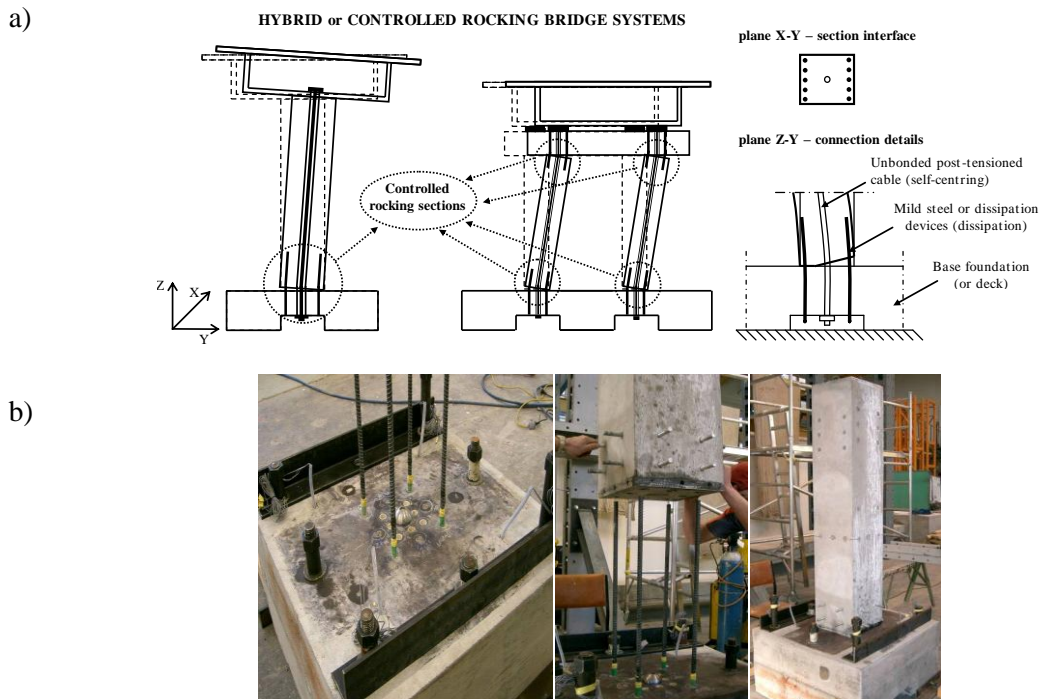 a)
HYBRID or CONTROLLED ROCKING BRIDGE SYSTEMS
plane X-Y – section interface
plane Z-Y – connection details
Unbonded post-tensioned
cable (self-centring)
Controlled
rocking sections
Mild steel or dissipation
devices (dissipation)
Base foundation
(or deck)
Z
X
Y
b)